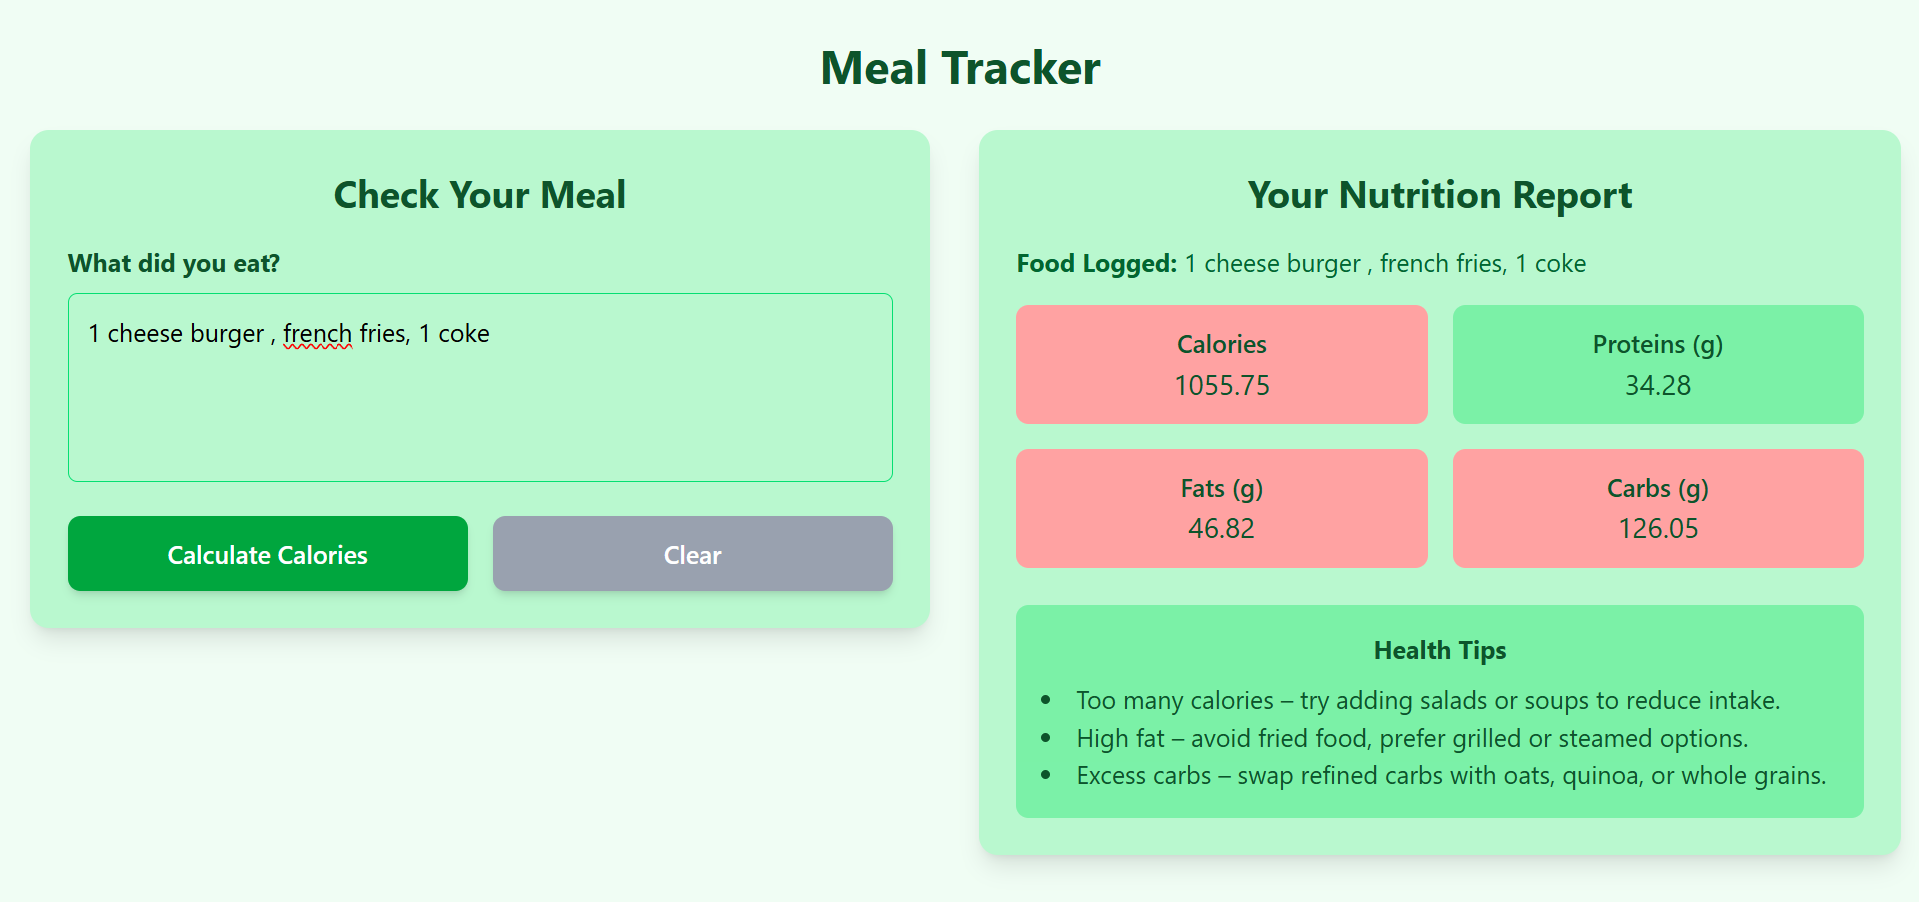 Meal Tracker
Check Your Meal
What did you eat?
1 cheese burger , french fries, 1 coke
Calculate Calories
Clear
Your Nutrition Report
Food Logged: 1 cheese burger , french fries, 1 coke
Calories
1055.75
Proteins (g)
34.28
Fats (g)
46.82
Carbs (g)
126.05
Health Tips
• Too many calories – try adding salads or soups to reduce intake.
• High fat – avoid fried food, prefer grilled or steamed options.
• Excess carbs – swap refined carbs with oats, quinoa, or whole grains.